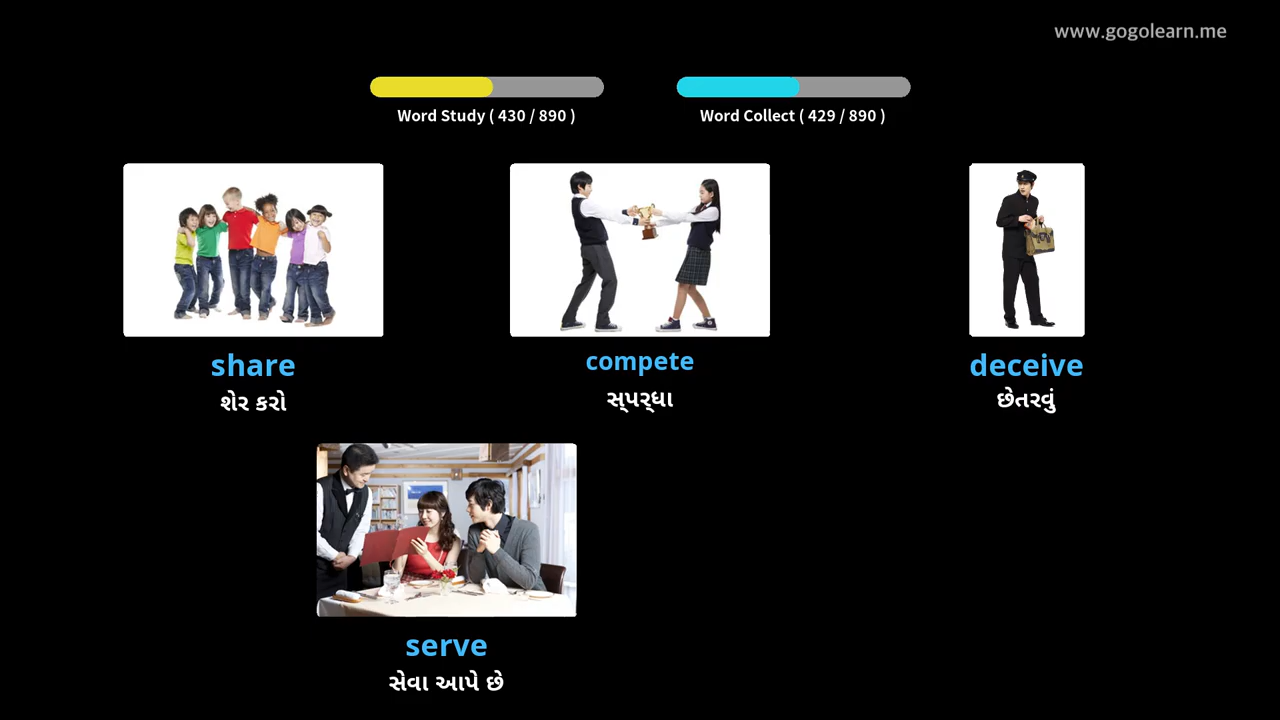 www.gogolearn.me
Word Study ( 430 / 890 )
Word Collect ( 429 / 890 )
share
શેર કરો
compete
સ્પર્ધા
deceive
છેતરવું
serve
સેવા આપે છે